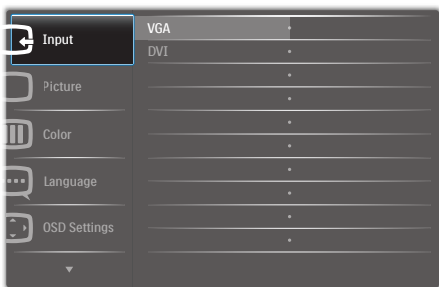 Input
VGA
DVI
Picture
Color
Language
OSD Settings